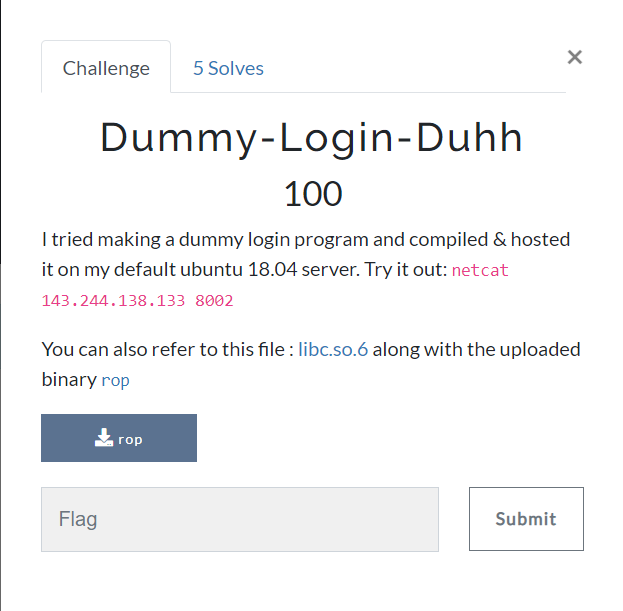 Challenge
5 Solves
×
Dummy-Login-Duhh
100
I tried making a dummy login program and compiled & hosted
it on my default ubuntu 18.04 server. Try it out: netcat
143.244.138.133 8002
You can also refer to this file : libc.so.6 along with the uploaded
binary rop
rop
Flag
Submit